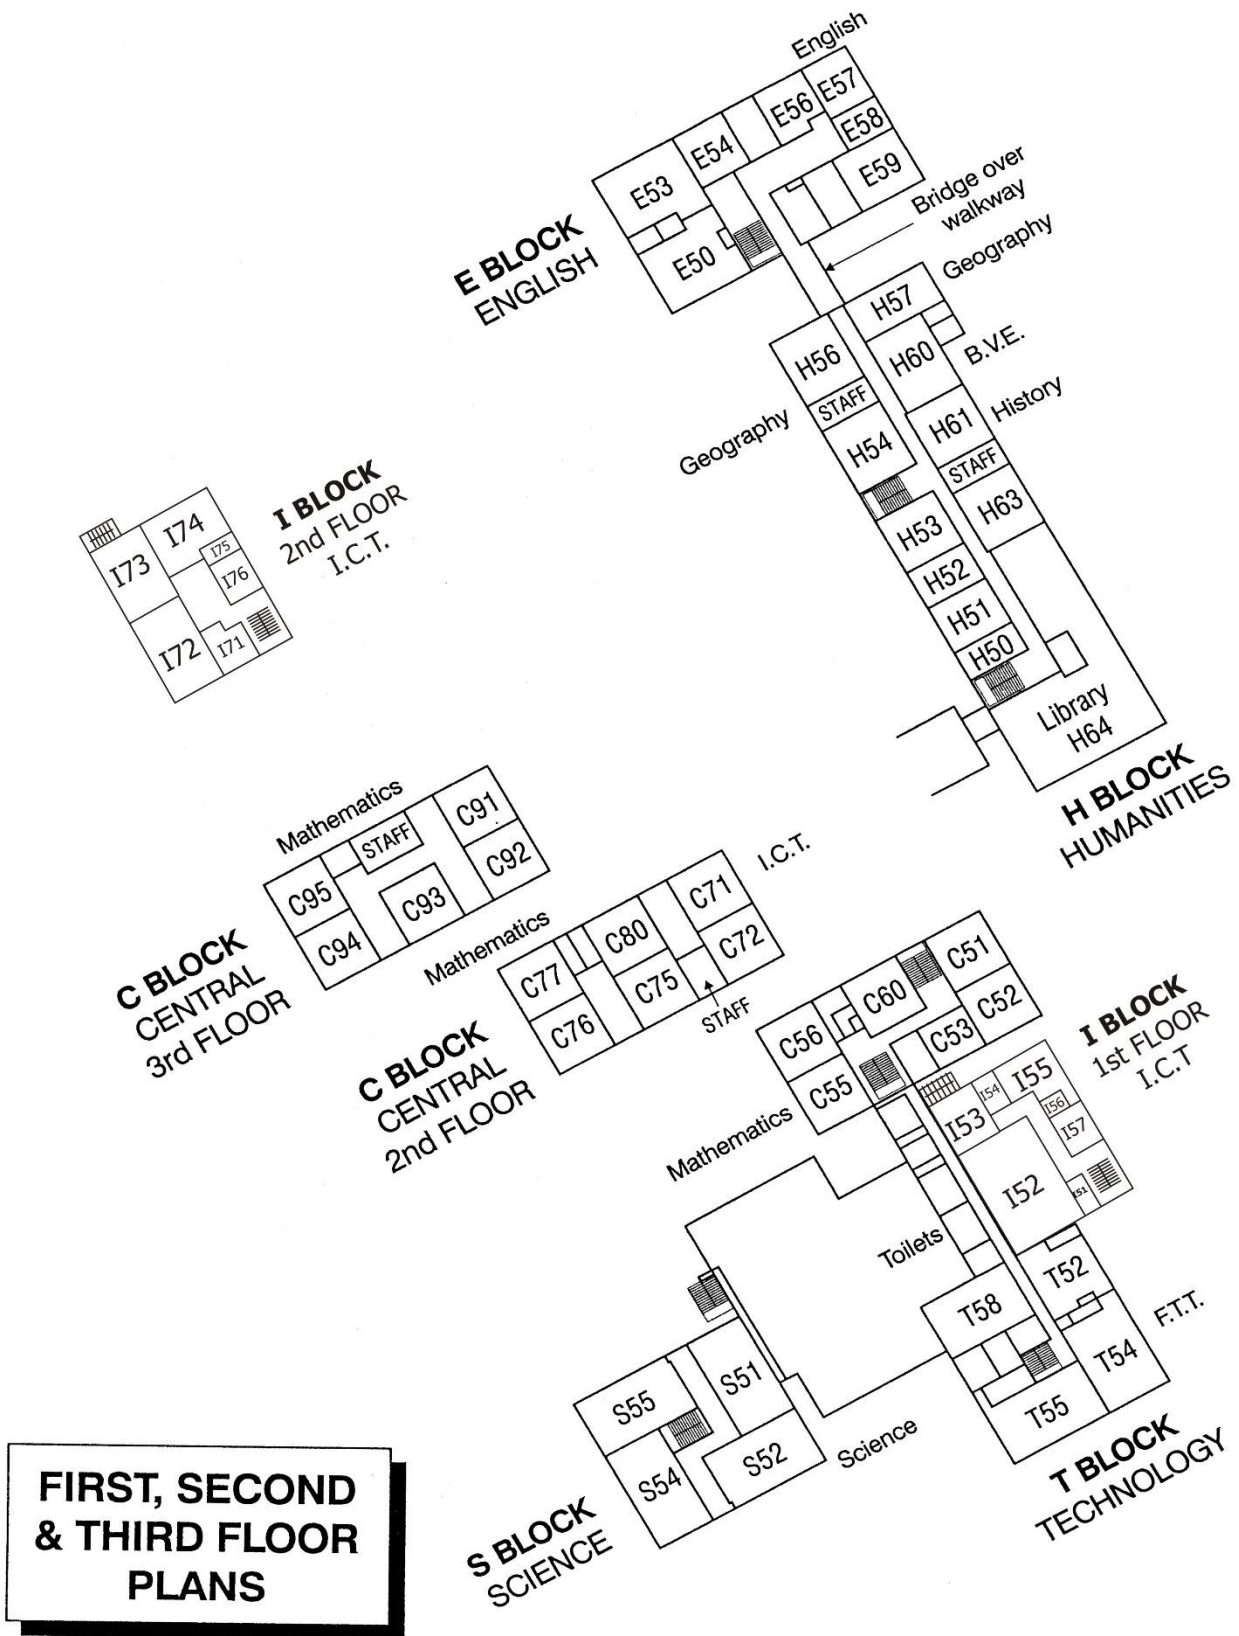 English
E57
E56
E58
E54
E59
E53
E50
Bridge over
walkway
E BLOCK
ENGLISH
Geography
H57
H60
B.V.E.
H56
STAFF
H54
Geography
H61
History
STAFF
H63
H53
H52
H51
H50
Library
H64
H BLOCK
HUMANITIES
I BLOCK
2nd FLOOR
I.C.T.
I74
I73
I75
I76
I72
I71
Mathematics
STAFF
C91
C92
C95
C93
C94
C BLOCK
CENTRAL
3rd FLOOR
I.C.T.
Mathematics
C71
C80
C72
C77
C75
C76
STAFF
C BLOCK
CENTRAL
2nd FLOOR
C51
C60
C52
C56
C53
C55
Mathematics
I BLOCK
1st FLOOR
I.C.T
I55
I54
I53
I56
I57
I52
I51
Toilets
T52
T58
F.T.T.
T54
T55
T BLOCK
TECHNOLOGY
S51
S55
S52
S54
Science
S BLOCK
SCIENCE
FIRST, SECOND
& THIRD FLOOR
PLANS